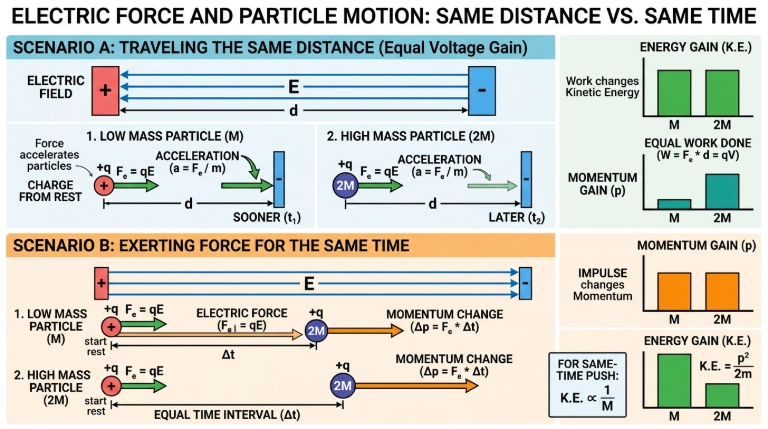 ELECTRIC FORCE AND PARTICLE MOTION: SAME DISTANCE VS. SAME TIME
SCENARIO A: TRAVELING THE SAME DISTANCE (Equal Voltage Gain)
ELECTRIC
FIELD
+
E
-
d
1. LOW MASS PARTICLE (M)
Force
accelerates
particles
+q
Fₑ = qE
ACCELERATION
(a = Fₑ / m)
+
-
CHARGE
FROM REST
d
SOONER (t₁)
2. HIGH MASS PARTICLE (2M)
+q
Fₑ = qE
ACCELERATION
(a = Fₑ / m)
2M
-
d
LATER (t₂)
ENERGY GAIN (K.E.)
Work changes
Kinetic Energy
M 2M
EQUAL WORK DONE
(W = Fₑ * d = qV)
MOMENTUM
GAIN (p)
M 2M
SCENARIO B: EXERTING FORCE FOR THE SAME TIME
+
E
-
1. LOW MASS
PARTICLE
(M)
+q
Fₑ = qE
+
start
rest
ELECTRIC FORCE
(Fₑ ₗ = qE)
Δt
+q
2M
MOMENTUM CHANGE
(Δp = Fₑ * Δt)
2. HIGH MASS
PARTICLE
(2M)
+q
Fₑ = qE
+
start
rest
EQUAL TIME INTERVAL (Δt)
+q
2M
MOMENTUM CHANGE
(Δp = Fₑ * Δt)
MOMENTUM GAIN (p)
IMPULSE
changes
Momentum
M 2M
FOR SAME-
TIME PUSH:
K.E. ∝ 1/M
ENERGY GAIN (K.E.)
K.E. = p²/2m
M 2M